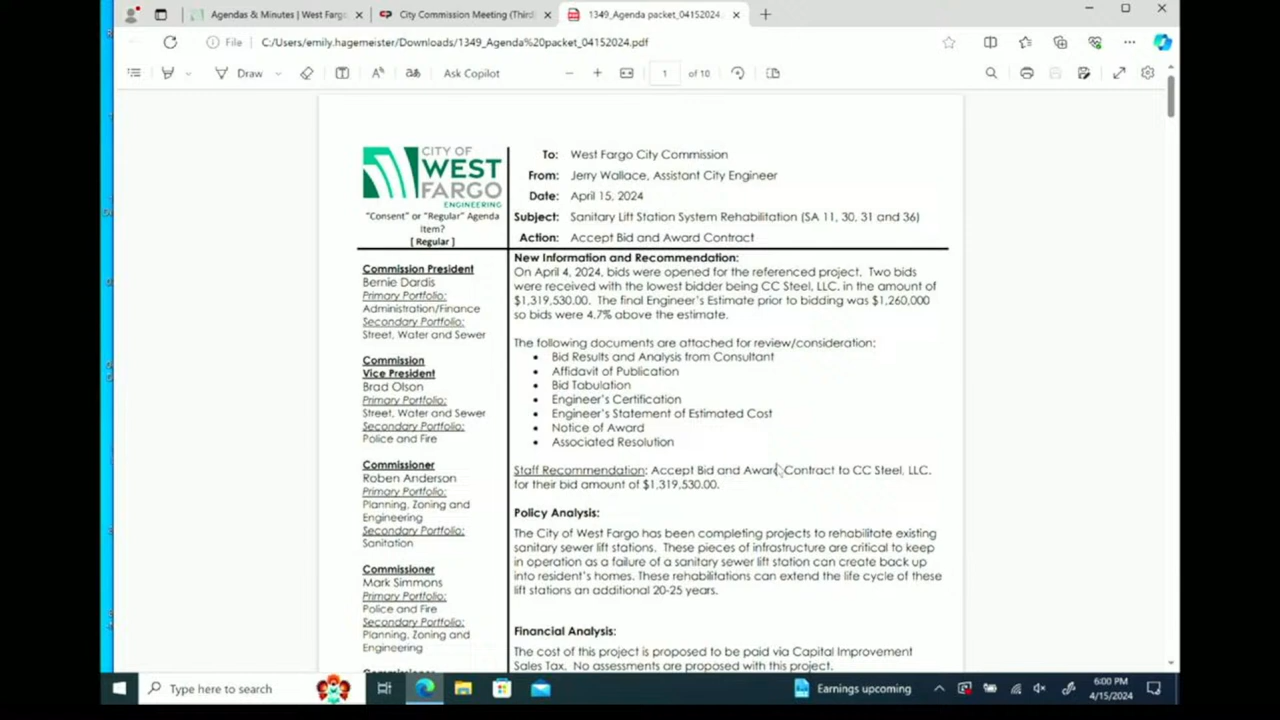 Agendas & Minutes | West Fargo
City Commission Meeting (Third
1349_Agenda packet_04152024.
File
C:/Users/emily.hagemeister/Downloads/1349_Agenda%20packet_04152024.pdf
Draw
Ask Copilot
1
of 10
CITY OF
WEST
FARGO
ENGINEERING
"Consent" or "Regular" Agenda
Item?
[ Regular ]
To: West Fargo City Commission
From: Jerry Wallace, Assistant City Engineer
Date: April 15, 2024
Subject: Sanitary Lift Station System Rehabilitation (SA 11, 30, 31 and 36)
Action: Accept Bid and Award Contract
Commission President
Bernie Dardis
Primary Portfolio:
Administration/Finance
Secondary Portfolio:
Street, Water and Sewer
Commission
Vice President
Brad Olson
Primary Portfolio:
Street, Water and Sewer
Secondary Portfolio:
Police and Fire
Commissioner
Roben Anderson
Primary Portfolio:
Planning, Zoning and
Engineering
Secondary Portfolio:
Sanitation
Commissioner
Mark Simmons
Primary Portfolio:
Police and Fire
Secondary Portfolio:
Planning, Zoning and
Engineering
New Information and Recommendation:
On April 4, 2024, bids were opened for the referenced project. Two bids
were received with the lowest bidder being CC Steel, LLC. in the amount of
$1,319,530.00. The final Engineer's Estimate prior to bidding was $1,260,000
so bids were 4.7% above the estimate.
The following documents are attached for review/consideration:
• Bid Results and Analysis from Consultant
• Affidavit of Publication
• Bid Tabulation
• Engineer's Certification
• Engineer's Statement of Estimated Cost
• Notice of Award
• Associated Resolution
Staff Recommendation: Accept Bid and Award Contract to CC Steel, LLC.
for their bid amount of $1,319,530.00.
Policy Analysis:
The City of West Fargo has been completing projects to rehabilitate existing
sanitary sewer lift stations. These pieces of infrastructure are critical to keep
in operation as a failure of a sanitary sewer lift station can create back up
into resident's homes. These rehabilitations can extend the life cycle of these
lift stations an additional 20-25 years.
Financial Analysis:
The cost of this project is proposed to be paid via Capital Improvement
Sales Tax. No assessments are proposed with this project.
Type here to search
Earnings upcoming
6:00 PM
4/15/2024